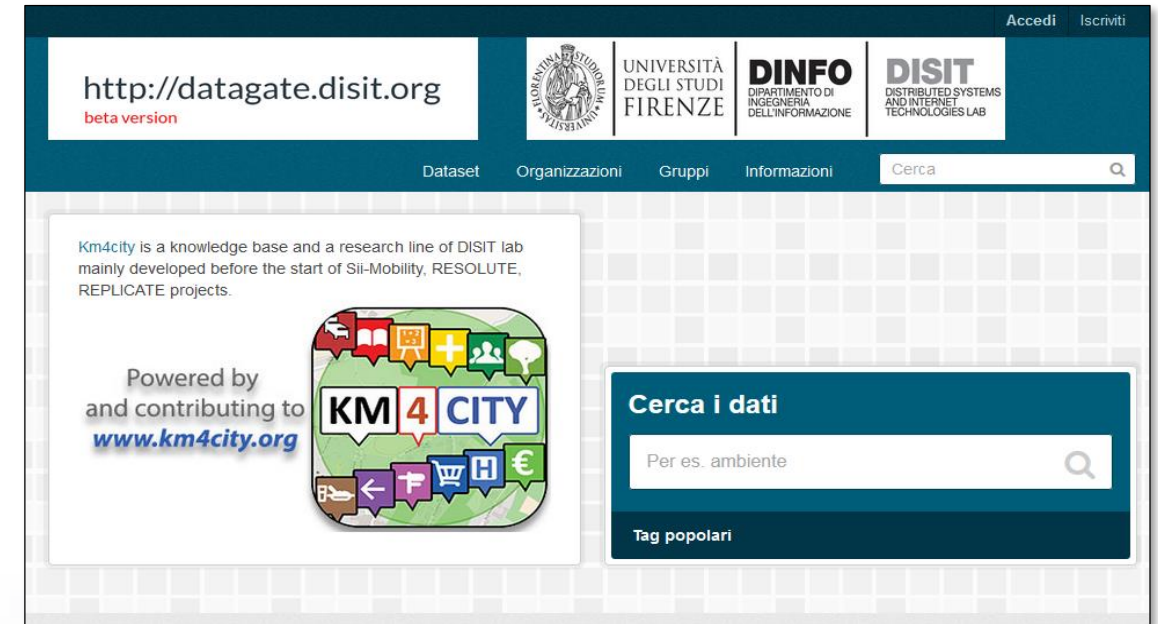 Accedi Iscriviti
http://datagate.disit.org
beta version
UNIVERSITÀ
DEGLI STUDI
FIRENZE
DINFO
DIPARTIMENTO DI
INGEGNERIA
DELL'INFORMAZIONE
DISIT
DISTRIBUTED SYSTEMS
AND INTERNET
TECHNOLOGIES LAB
Dataset Organizzazioni Gruppi Informazioni Cerca
Km4city is a knowledge base and a research line of DISIT lab
mainly developed before the start of Sii-Mobility, RESOLUTE,
REPLICATE projects.
Powered by
and contributing to
www.km4city.org
KM 4 CITY
H €
Cerca i dati
Per es. ambiente
Tag popolari